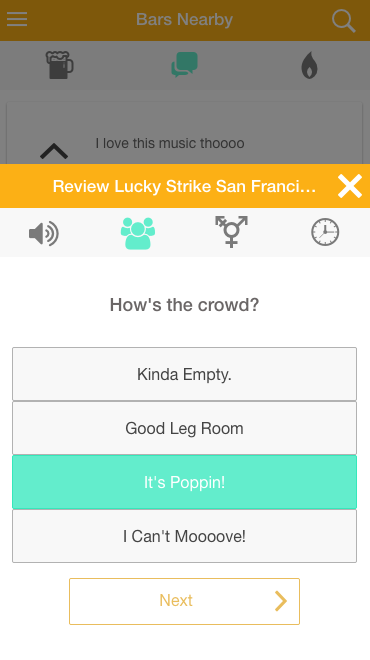 Bars Nearby
I love this music thoooo
Review Lucky Strike San Franci...
How's the crowd?
Kinda Empty.
Good Leg Room
It's Poppin!
I Can't Moooove!
Next